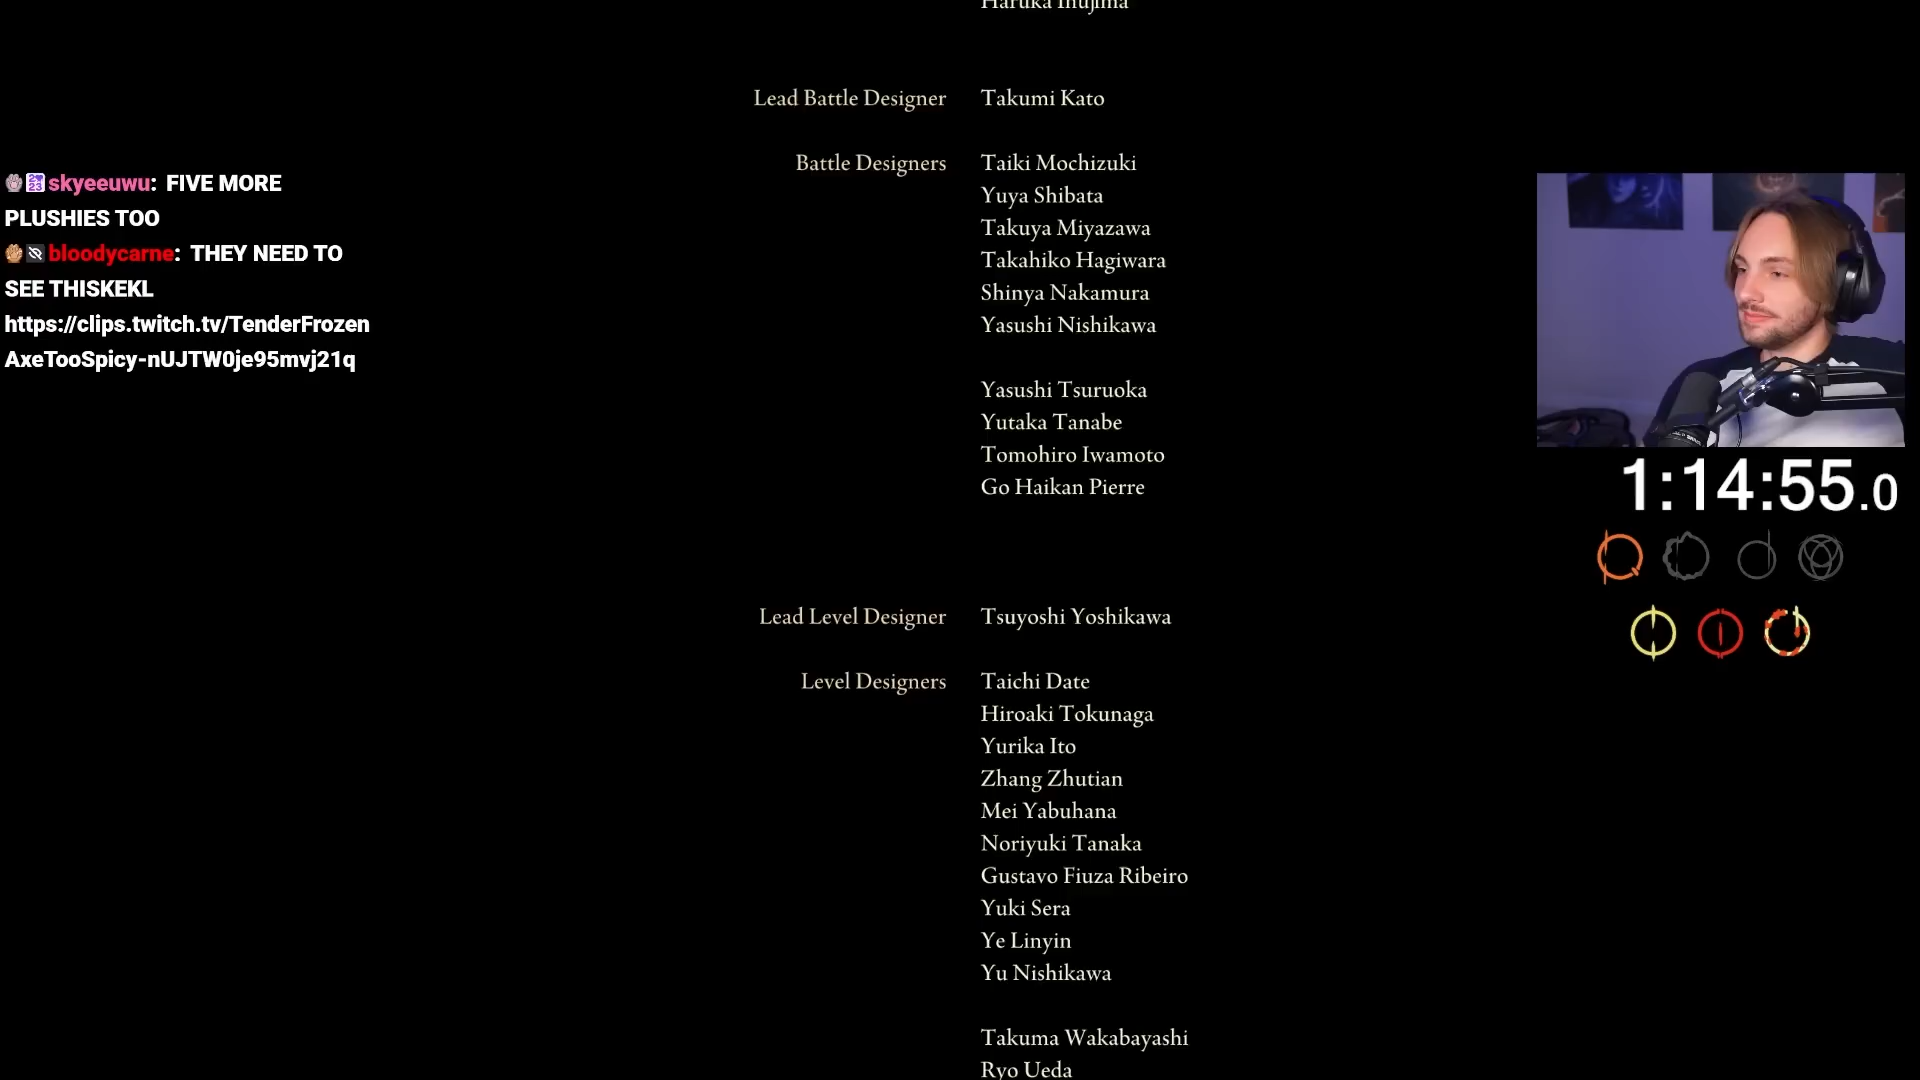 Haruka Inujima
Lead Battle Designer Takumi Kato
Battle Designers Taiki Mochizuki
Yuya Shibata
Takuya Miyazawa
Takahiko Hagiwara
Shinya Nakamura
Yasushi Nishikawa
Yasushi Tsuruoka
Yutaka Tanabe
Tomohiro Iwamoto
Go Haikan Pierre
Lead Level Designer Tsuyoshi Yoshikawa
Level Designers Taichi Date
Hiroaki Tokunaga
Yurika Ito
Zhang Zhutian
Mei Yabuhana
Noriyuki Tanaka
Gustavo Fiuza Ribeiro
Yuki Sera
Ye Linyin
Yu Nishikawa
Takuma Wakabayashi
Ryo Ueda
skyeeuwu: FIVE MORE
PLUSHIES TOO
bloodycarne: THEY NEED TO
SEE THISKEKL
https://clips.twitch.tv/TenderFrozen
AxeTooSpicy-nUJTW0je95mvj21q
1:14:55.0